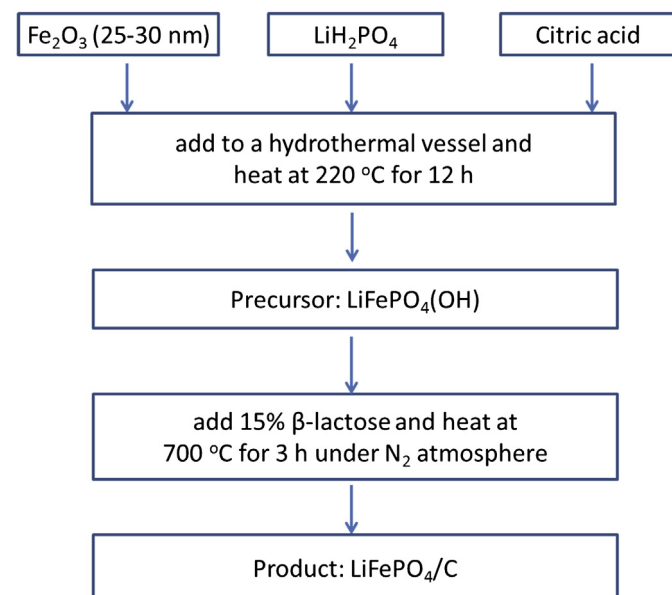 Fe₂O₃ (25-30 nm)
LiH₂PO₄
Citric acid
add to a hydrothermal vessel and
heat at 220 ºC for 12 h
Precursor: LiFePO₄(OH)
add 15% β-lactose and heat at
700 ºC for 3 h under N₂ atmosphere
Product: LiFePO₄/C